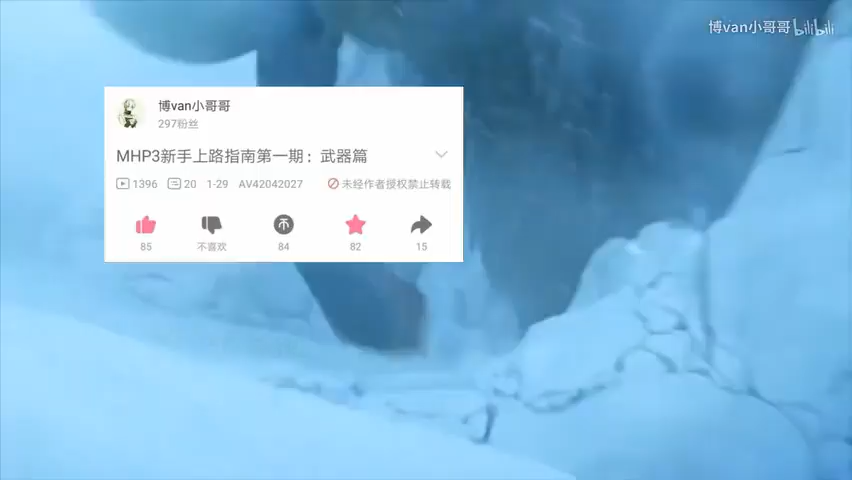 博van小哥哥 bilibili
博van小哥哥
297粉丝
MHP3新手上路指南第一期：武器篇
1396 20 1-29 AV42042027 未经作者授权禁止转载
85 不喜欢 84 82 15